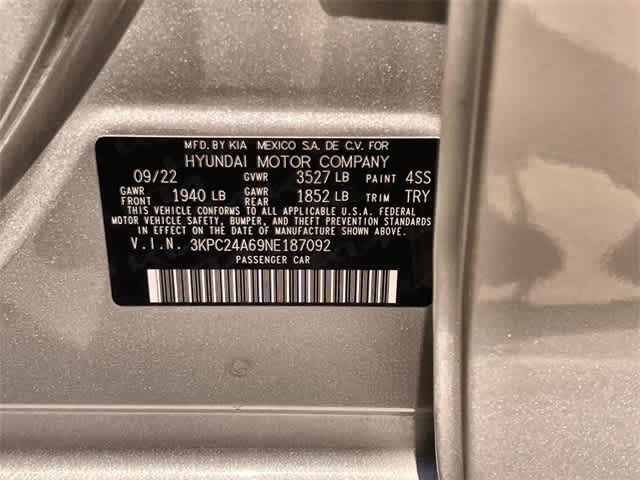 MFD. BY KIA MEXICO S.A. DE C.V. FOR
HYUNDAI MOTOR COMPANY
09/22 GVWR 3527 LB PAINT 4SS
GAWR FRONT 1940 LB GAWR REAR 1852 LB TRIM TRY
THIS VEHICLE CONFORMS TO ALL APPLICABLE U.S.A. FEDERAL
MOTOR VEHICLE SAFETY, BUMPER, AND THEFT PREVENTION STANDARDS
IN EFFECT ON THE DATE OF MANUFACTURE SHOWN ABOVE.
V.I.N. 3KPC24A69NE187092
PASSENGER CAR